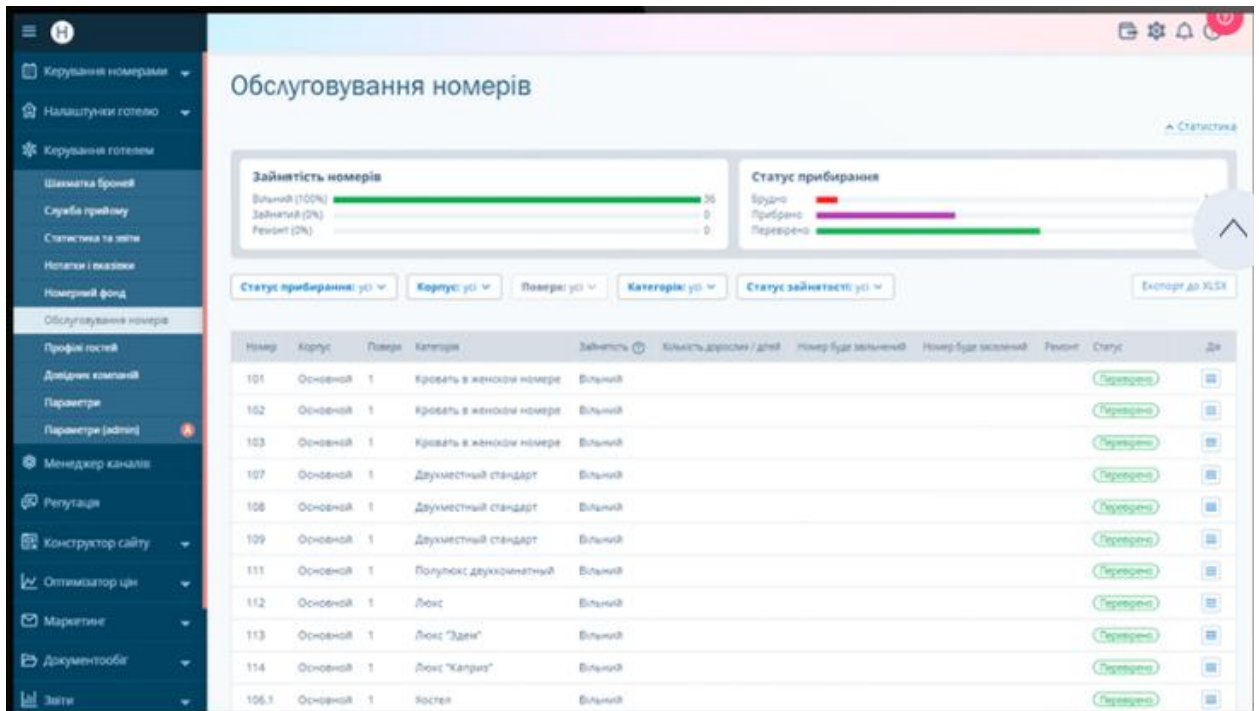 H
Керування номерами
Обслуговування номерів
Налаштунки готелю
Статистика
Керування готелем
Шахматка броней
Служба прийому
Статистика та звіти
Нотатки і вказівки
Номерний фонд
Обслуговування номерів
Профілі гостей
Довідник компаній
Параметри
Параметри (admin) A
Менеджер каналів
Репутація
Конструктор сайту
Оптимізатор цін
Маркетинг
Документообіг
Звіти
Зайнятість номерів
Вільний (100%) 36
Зайнятий (0%) 0
Ремонт (0%) 0
Статус прибирання
Брудно
Прибрано
Перевірено
Статус прибирання: усі Корпус: усі Поверх: усі Категорія: усі Статус зайнятості: усі Експорт до XLSX
Номер Корпус Поверх Категорія Зайнятість Кількість дорослих / дітей Номер буде звільнений Номер буде заселений Ремонт Статус Дії
101 Основной 1 Кровать в женском номере Вільний Перевірено
102 Основной 1 Кровать в женском номере Вільний Перевірено
103 Основной 1 Кровать в женском номере Вільний Перевірено
107 Основной 1 Двухместный стандарт Вільний Перевірено
108 Основной 1 Двухместный стандарт Вільний Перевірено
109 Основной 1 Двухместный стандарт Вільний Перевірено
111 Основной 1 Полулюкс двухкомнатный Вільний Перевірено
112 Основной 1 Люкс Вільний Перевірено
113 Основной 1 Люкс "Эдем" Вільний Перевірено
114 Основной 1 Люкс "Каприз" Вільний Перевірено
106.1 Основной 1 Хостел Вільний Перевірено